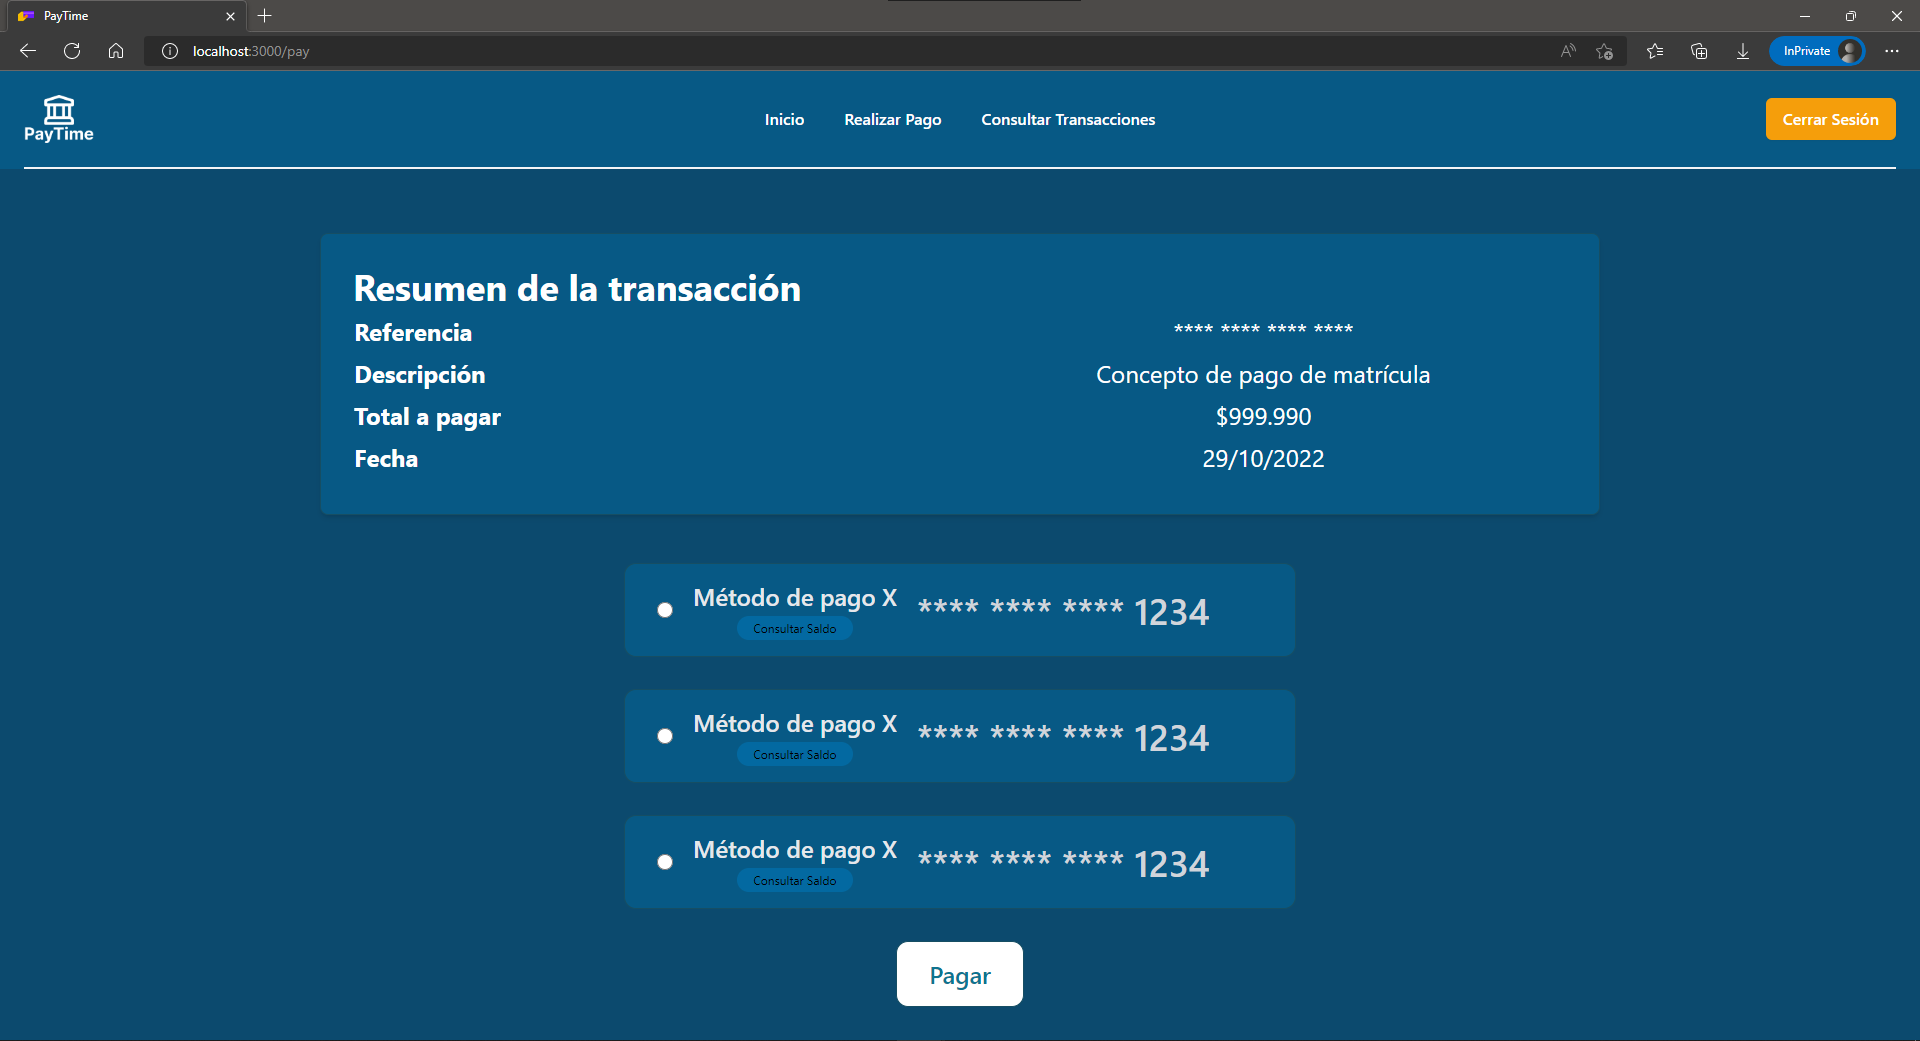 PayTime
localhost:3000/pay
InPrivate
PayTime
Inicio
Realizar Pago
Consultar Transacciones
Cerrar Sesión
Resumen de la transacción
Referencia **** **** **** ****
Descripción Concepto de pago de matrícula
Total a pagar $999.990
Fecha 29/10/2022
Método de pago X **** **** **** 1234
Consultar Saldo
Método de pago X **** **** **** 1234
Consultar Saldo
Método de pago X **** **** **** 1234
Consultar Saldo
Pagar